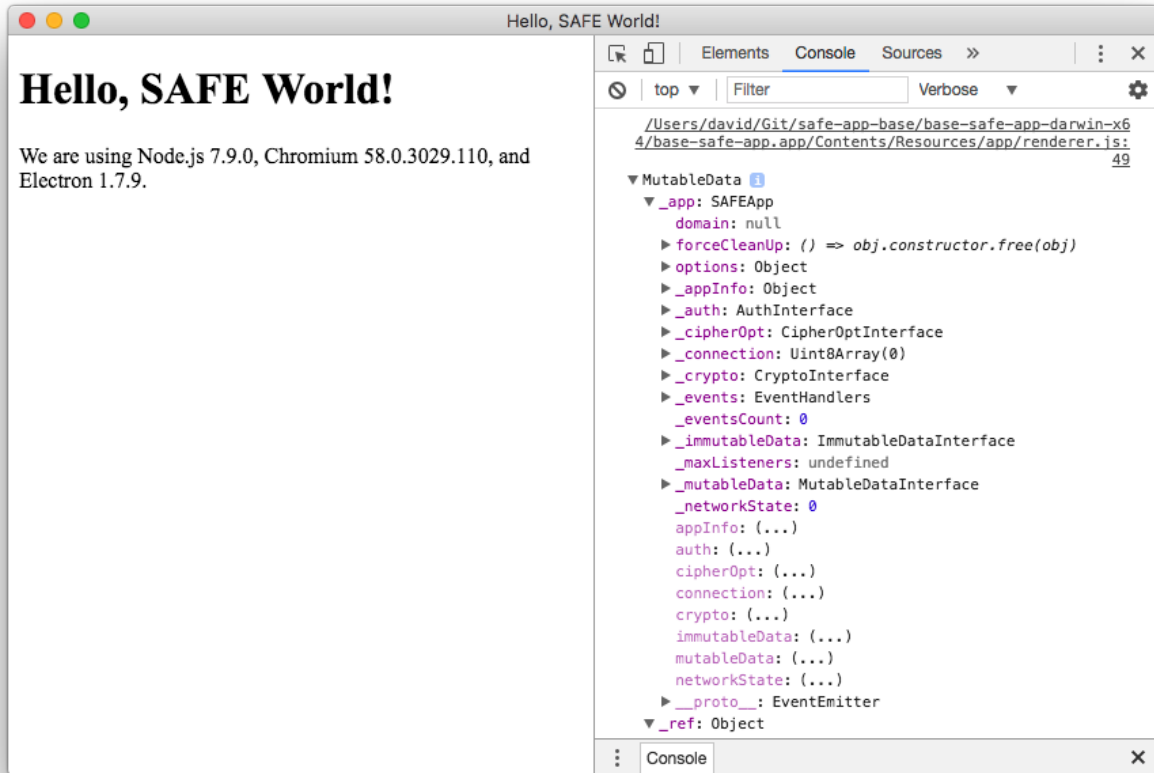 Hello, SAFE World!
Hello, SAFE World!
We are using Node.js 7.9.0, Chromium 58.0.3029.110, and
Electron 1.7.9.
Elements Console Sources »
top ▼ Filter Verbose ▼
/Users/david/Git/safe-app-base/base-safe-app-darwin-x6
4/base-safe-app.app/Contents/Resources/app/renderer.js:
49
▼MutableData i
▼_app: SAFEApp
domain: null
▶forceCleanUp: () => obj.constructor.free(obj)
▶options: Object
▶_appInfo: Object
▶_auth: AuthInterface
▶_cipherOpt: CipherOptInterface
▶_connection: Uint8Array(0)
▶_crypto: CryptoInterface
▶_events: EventHandlers
_eventsCount: 0
▶_immutableData: ImmutableDataInterface
_maxListeners: undefined
▶_mutableData: MutableDataInterface
_networkState: 0
appInfo: (...)
auth: (...)
cipherOpt: (...)
connection: (...)
crypto: (...)
immutableData: (...)
mutableData: (...)
networkState: (...)
▶__proto__: EventEmitter
▼_ref: Object
Console